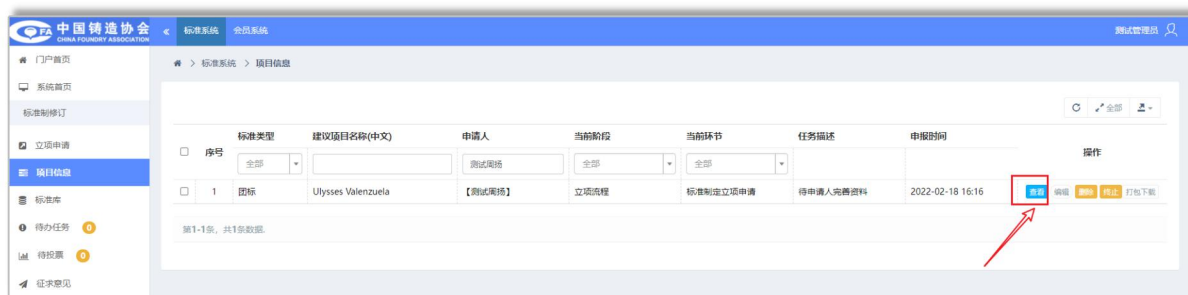 中国铸造协会
CHINA FOUNDRY ASSOCIATION
« 标准系统 会员系统 测试管理员
门户首页
系统首页
标准制修订
立项申请
项目信息
标准库
待办任务 0
待投票 0
征求意见
> 标准系统 > 项目信息
全部
序号 标准类型 建议项目名称(中文) 申请人 当前阶段 当前环节 任务描述 申报时间 操作
全部 测试周扬 全部 全部
1 团标 Ulysses Valenzuela 【测试周扬】 立项流程 标准制定立项申请 待申请人完善资料 2022-02-18 16:16 查看 编辑 删除 终止 打包下载
第1-1条，共1条数据.